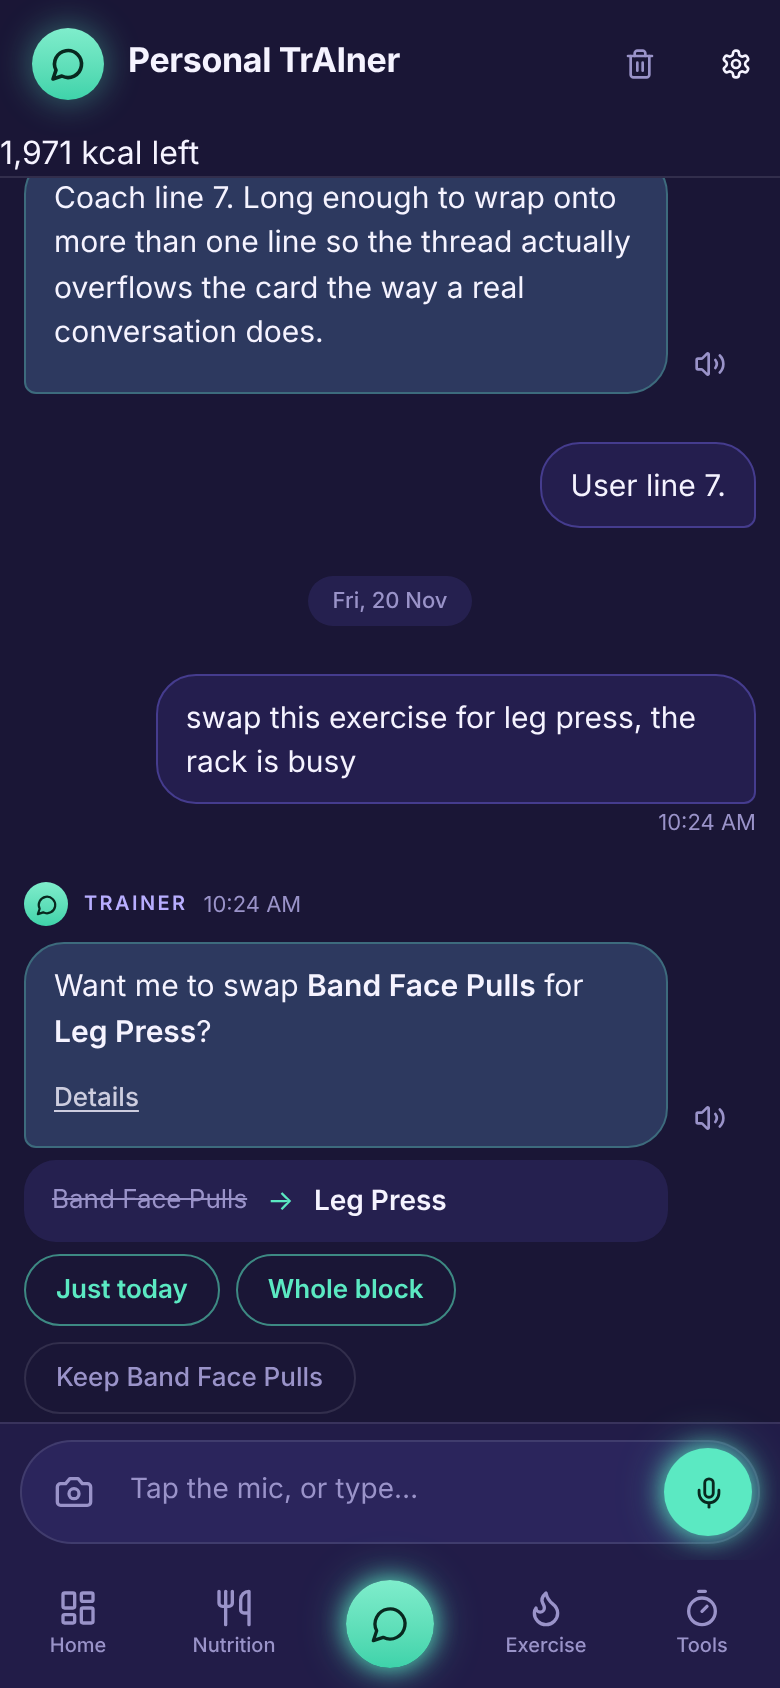 Personal TrAIner
1,971 kcal left
Coach line 7. Long enough to wrap onto
more than one line so the thread actually
overflows the card the way a real
conversation does.
User line 7.
Fri, 20 Nov
swap this exercise for leg press, the
rack is busy
10:24 AM
TRAINER 10:24 AM
Want me to swap Band Face Pulls for
Leg Press?
Details
Band Face Pulls → Leg Press
Just today Whole block
Keep Band Face Pulls
Tap the mic, or type...
Home Nutrition Exercise Tools